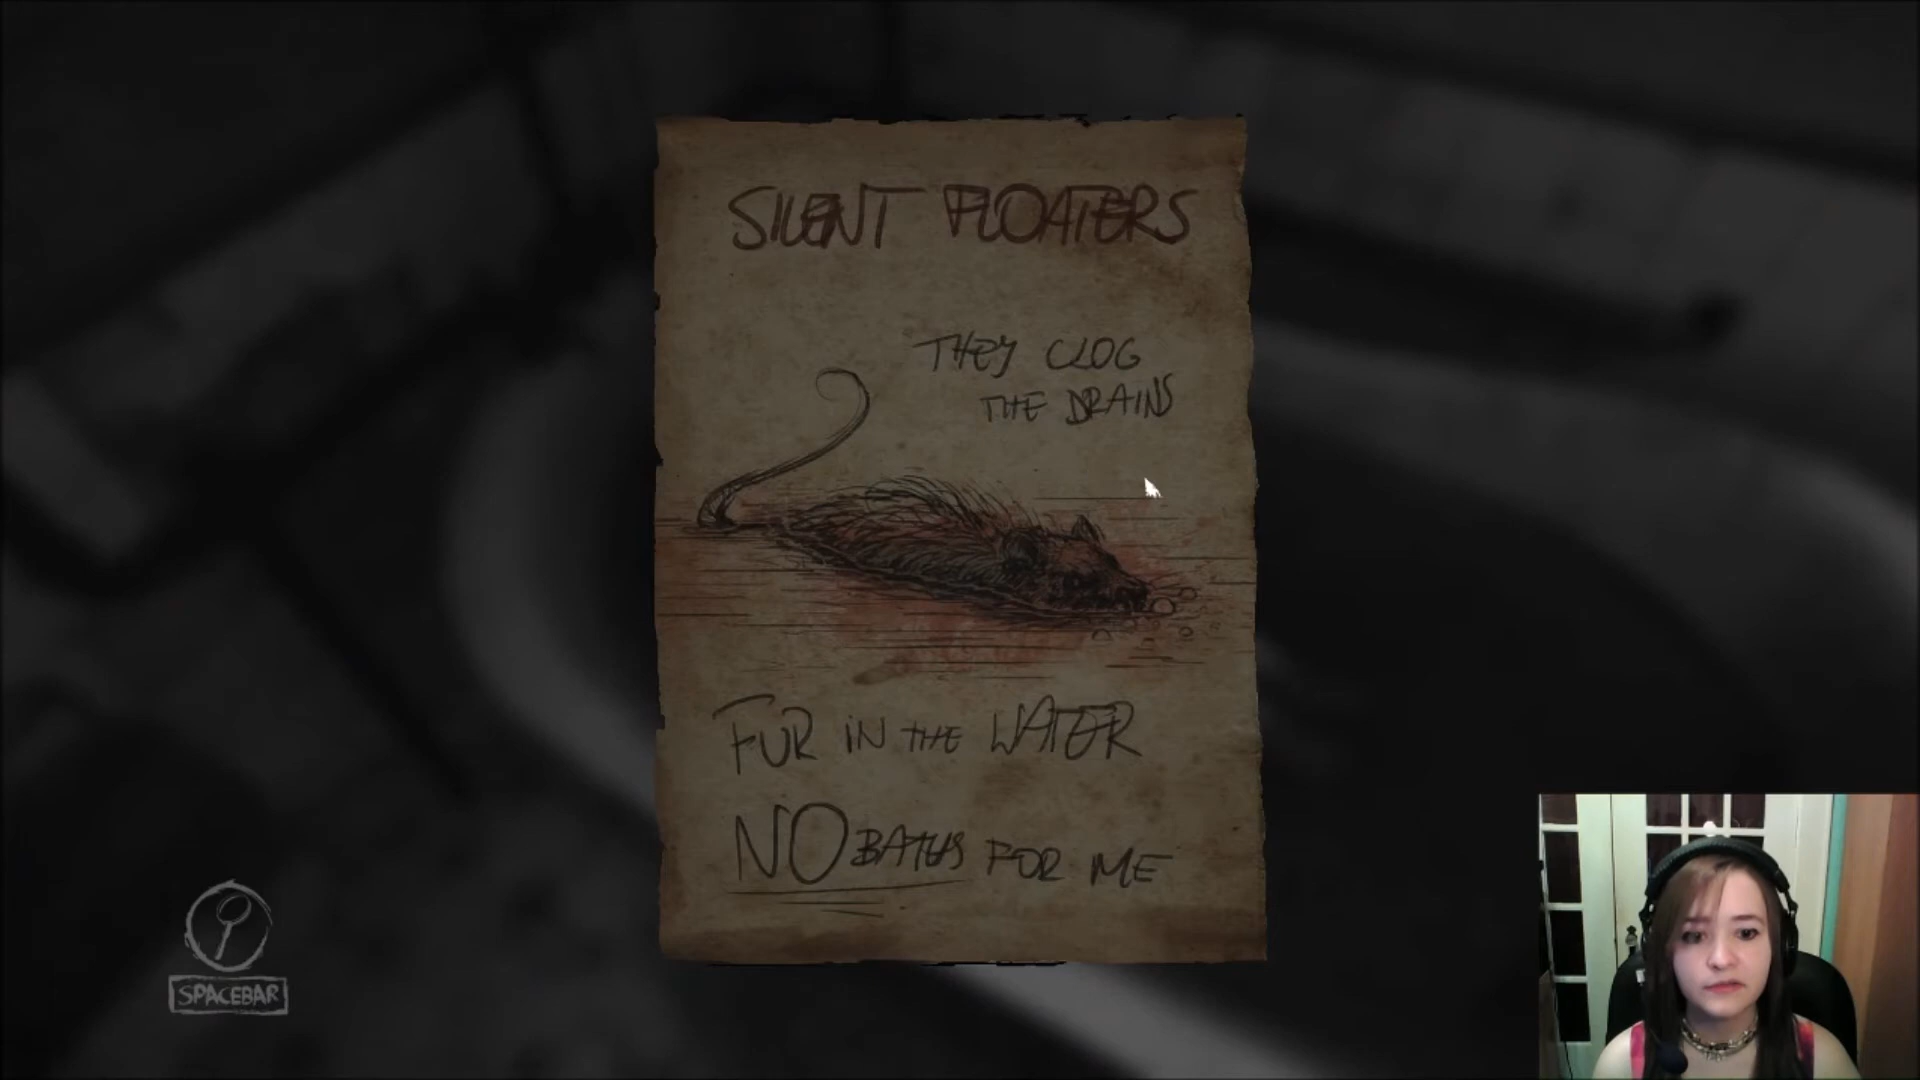 SILENT FLOATERS
THEY CLOG
THE DRAINS
FUR IN THE WATER
NO BATHS FOR ME
SPACEBAR